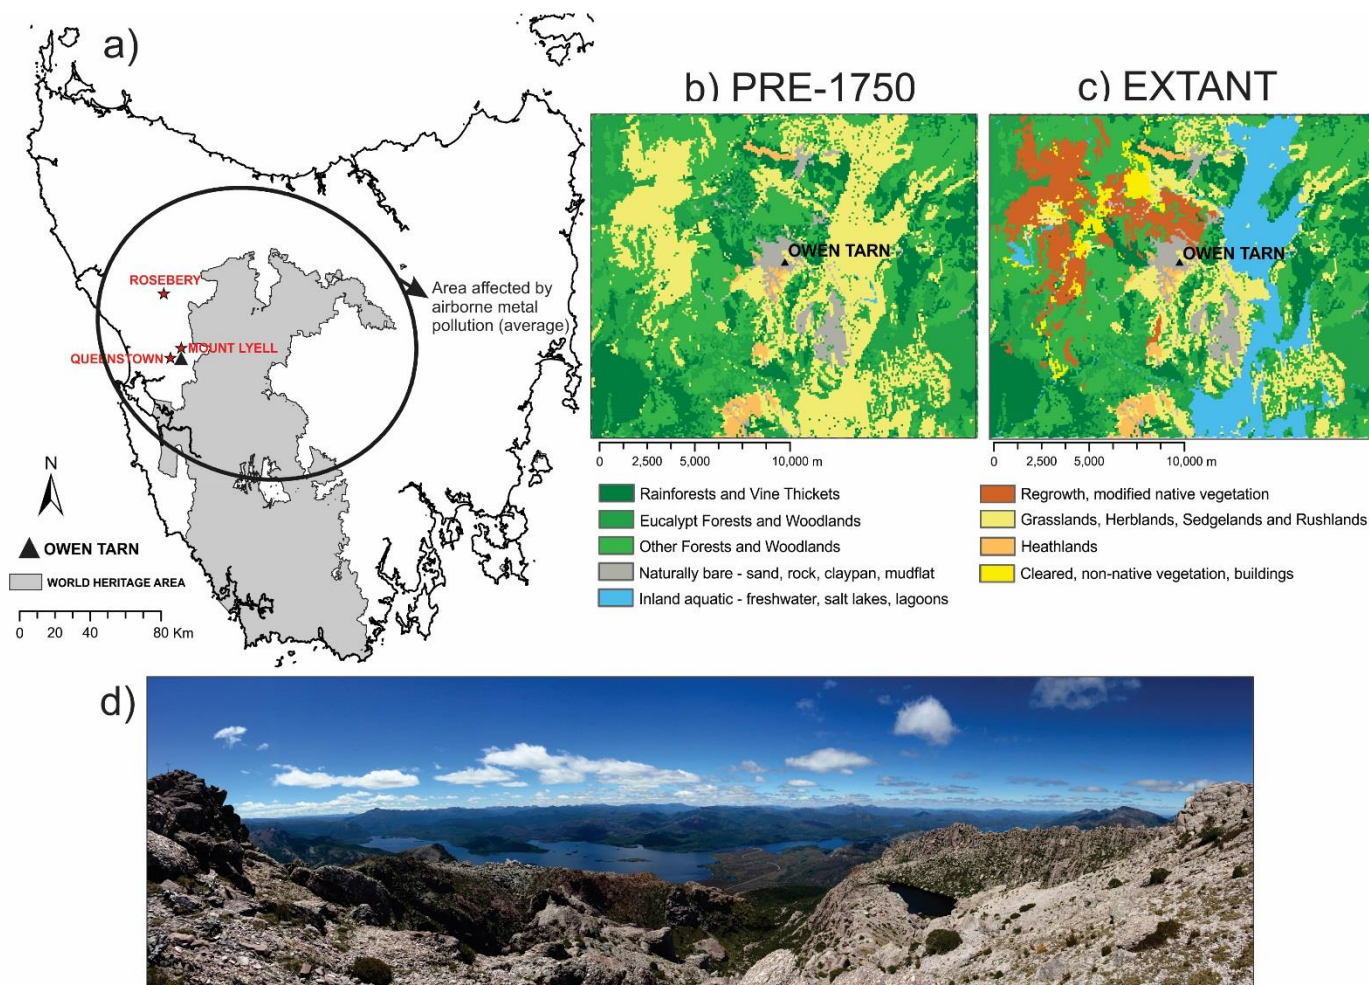 a)
ROSEBERY
MOUNT LYELL
QUEENSTOWN
Area affected by
airborne metal
pollution (average)
N
OWEN TARN
WORLD HERITAGE AREA
0 20 40 80 Km
b) PRE-1750
OWEN TARN
0 2,500 5,000 10,000 m
c) EXTANT
OWEN TARN
0 2,500 5,000 10,000 m
Rainforests and Vine Thickets
Eucalypt Forests and Woodlands
Other Forests and Woodlands
Naturally bare - sand, rock, claypan, mudflat
Inland aquatic - freshwater, salt lakes, lagoons
Regrowth, modified native vegetation
Grasslands, Herblands, Sedgelands and Rushlands
Heathlands
Cleared, non-native vegetation, buildings
d)